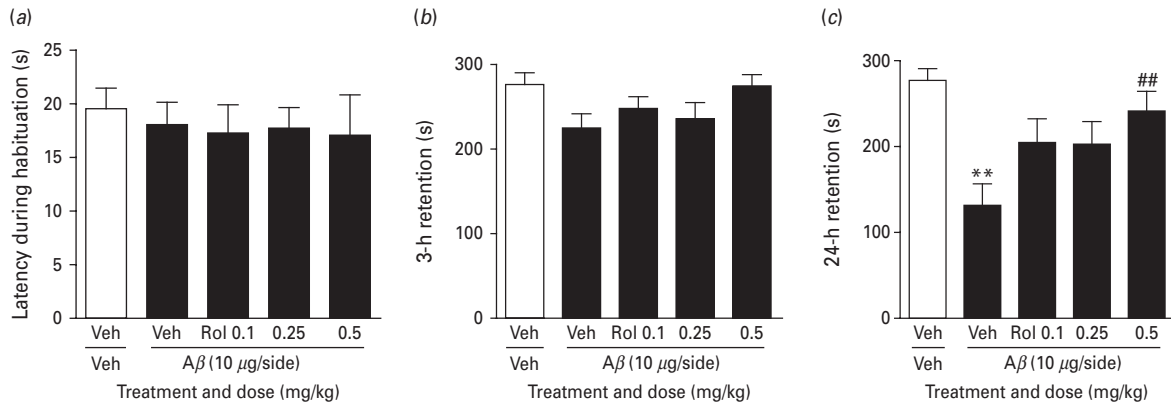 (a)
Latency during habituation (s)
25
20
15
10
5
0
Veh Veh Rol 0.1 0.25 0.5
Veh Aβ (10 μg/side)
Treatment and dose (mg/kg)
(b)
3-h retention (s)
300
200
100
0
Veh Veh Rol 0.1 0.25 0.5
Veh Aβ (10 μg/side)
Treatment and dose (mg/kg)
(c)
24-h retention (s)
300
200
100
0
**
##
Veh Veh Rol 0.1 0.25 0.5
Veh Aβ (10 μg/side)
Treatment and dose (mg/kg)